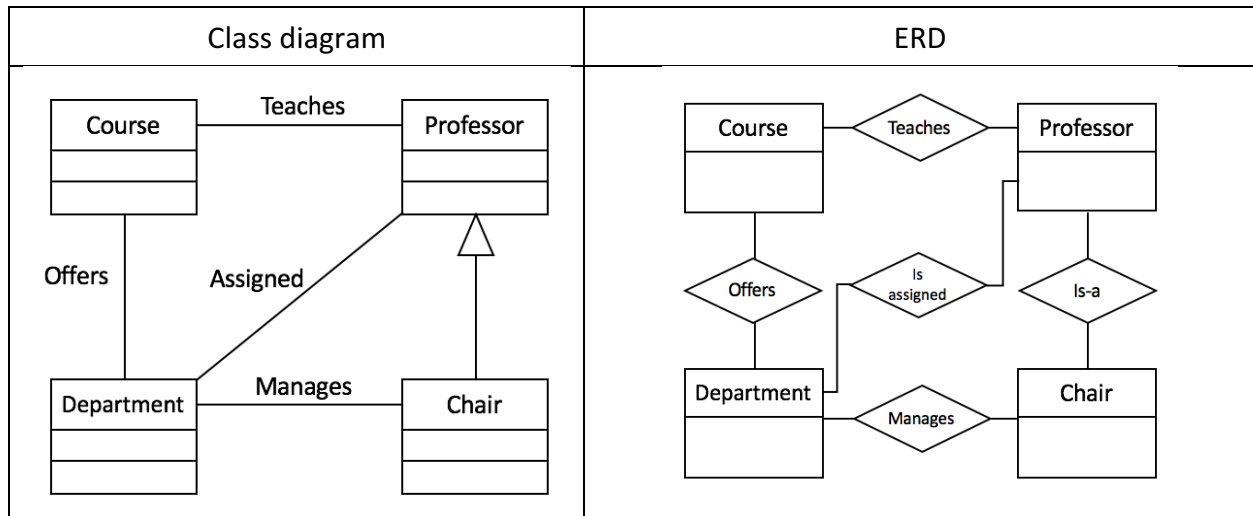 Class diagram
ERD
Teaches
Course
Professor
Offers
Assigned
Manages
Department
Chair
Course
Teaches
Professor
Offers
Is
assigned
Is-a
Department
Chair
Manages